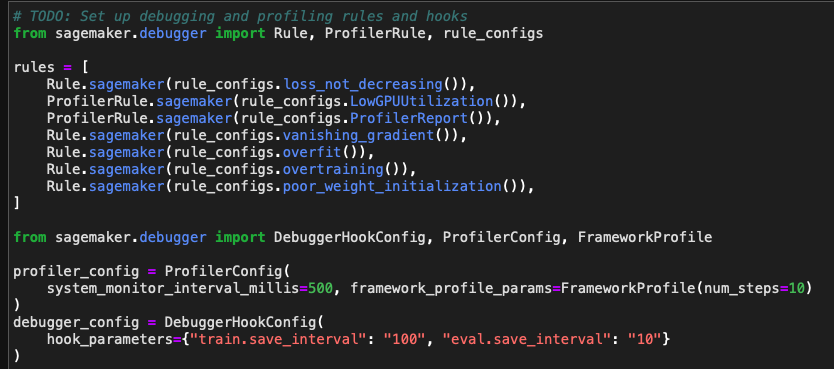 # TODO: Set up debugging and profiling rules and hooks
from sagemaker.debugger import Rule, ProfilerRule, rule_configs

rules = [
    Rule.sagemaker(rule_configs.loss_not_decreasing()),
    ProfilerRule.sagemaker(rule_configs.LowGPUUtilization()),
    ProfilerRule.sagemaker(rule_configs.ProfilerReport()),
    Rule.sagemaker(rule_configs.vanishing_gradient()),
    Rule.sagemaker(rule_configs.overfit()),
    Rule.sagemaker(rule_configs.overtraining()),
    Rule.sagemaker(rule_configs.poor_weight_initialization()),
]

from sagemaker.debugger import DebuggerHookConfig, ProfilerConfig, FrameworkProfile

profiler_config = ProfilerConfig(
    system_monitor_interval_millis=500, framework_profile_params=FrameworkProfile(num_steps=10)
)
debugger_config = DebuggerHookConfig(
    hook_parameters={"train.save_interval": "100", "eval.save_interval": "10"}
)